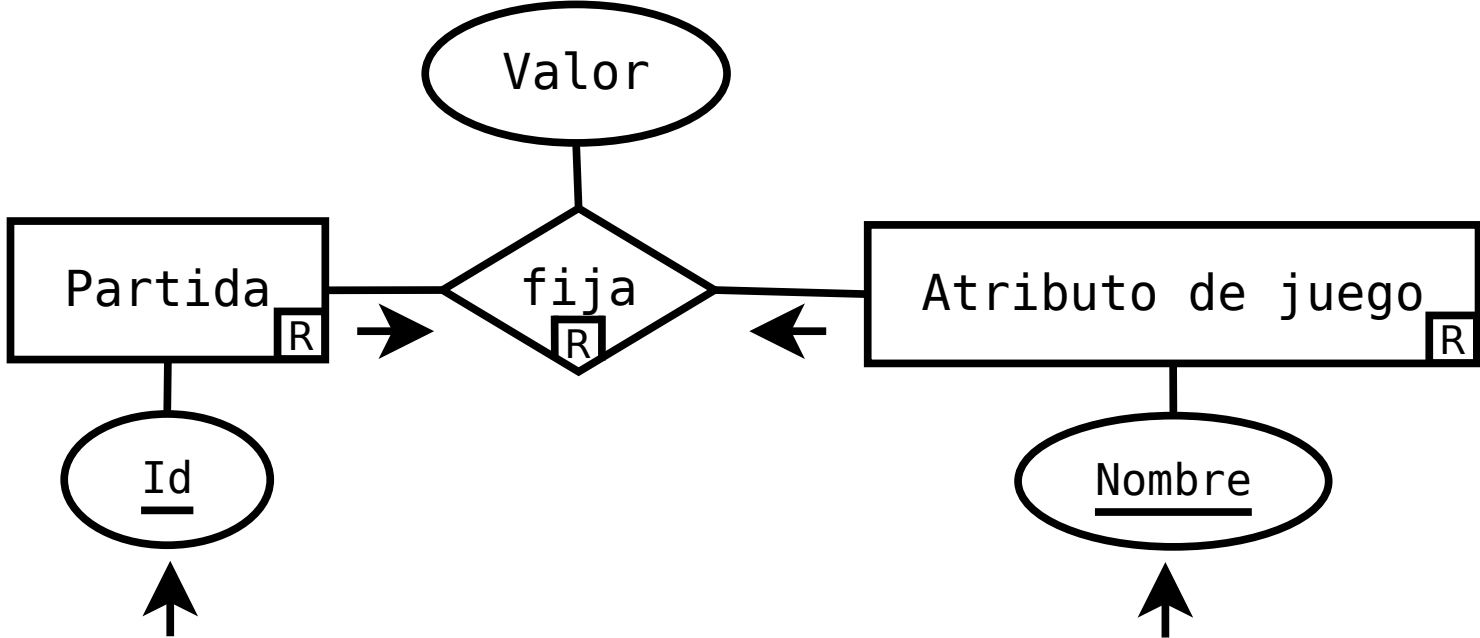 Valor
Partida
R
fija
R
Atributo de juego
R
Id
Nombre